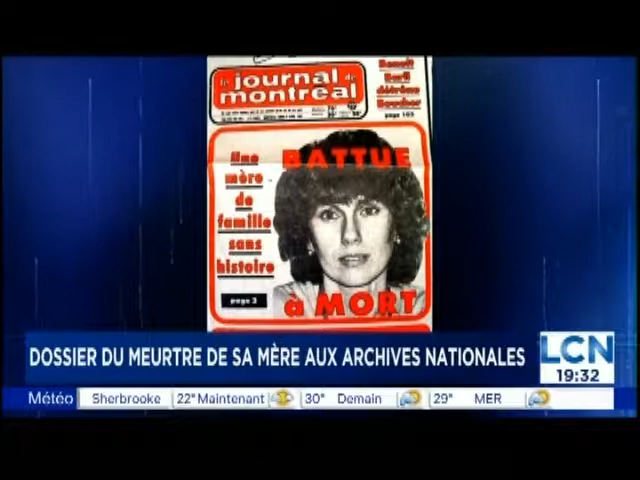 le journal de
montréal
Benoit
Baril
détrône
Boucher
page 103
Une
mère
de
famille
sans
histoire
page 3
BATTUE
à MORT
DOSSIER DU MEURTRE DE SA MÈRE AUX ARCHIVES NATIONALES
LCN
19:32
Météo Sherbrooke 22° Maintenant 30° Demain 29° MER